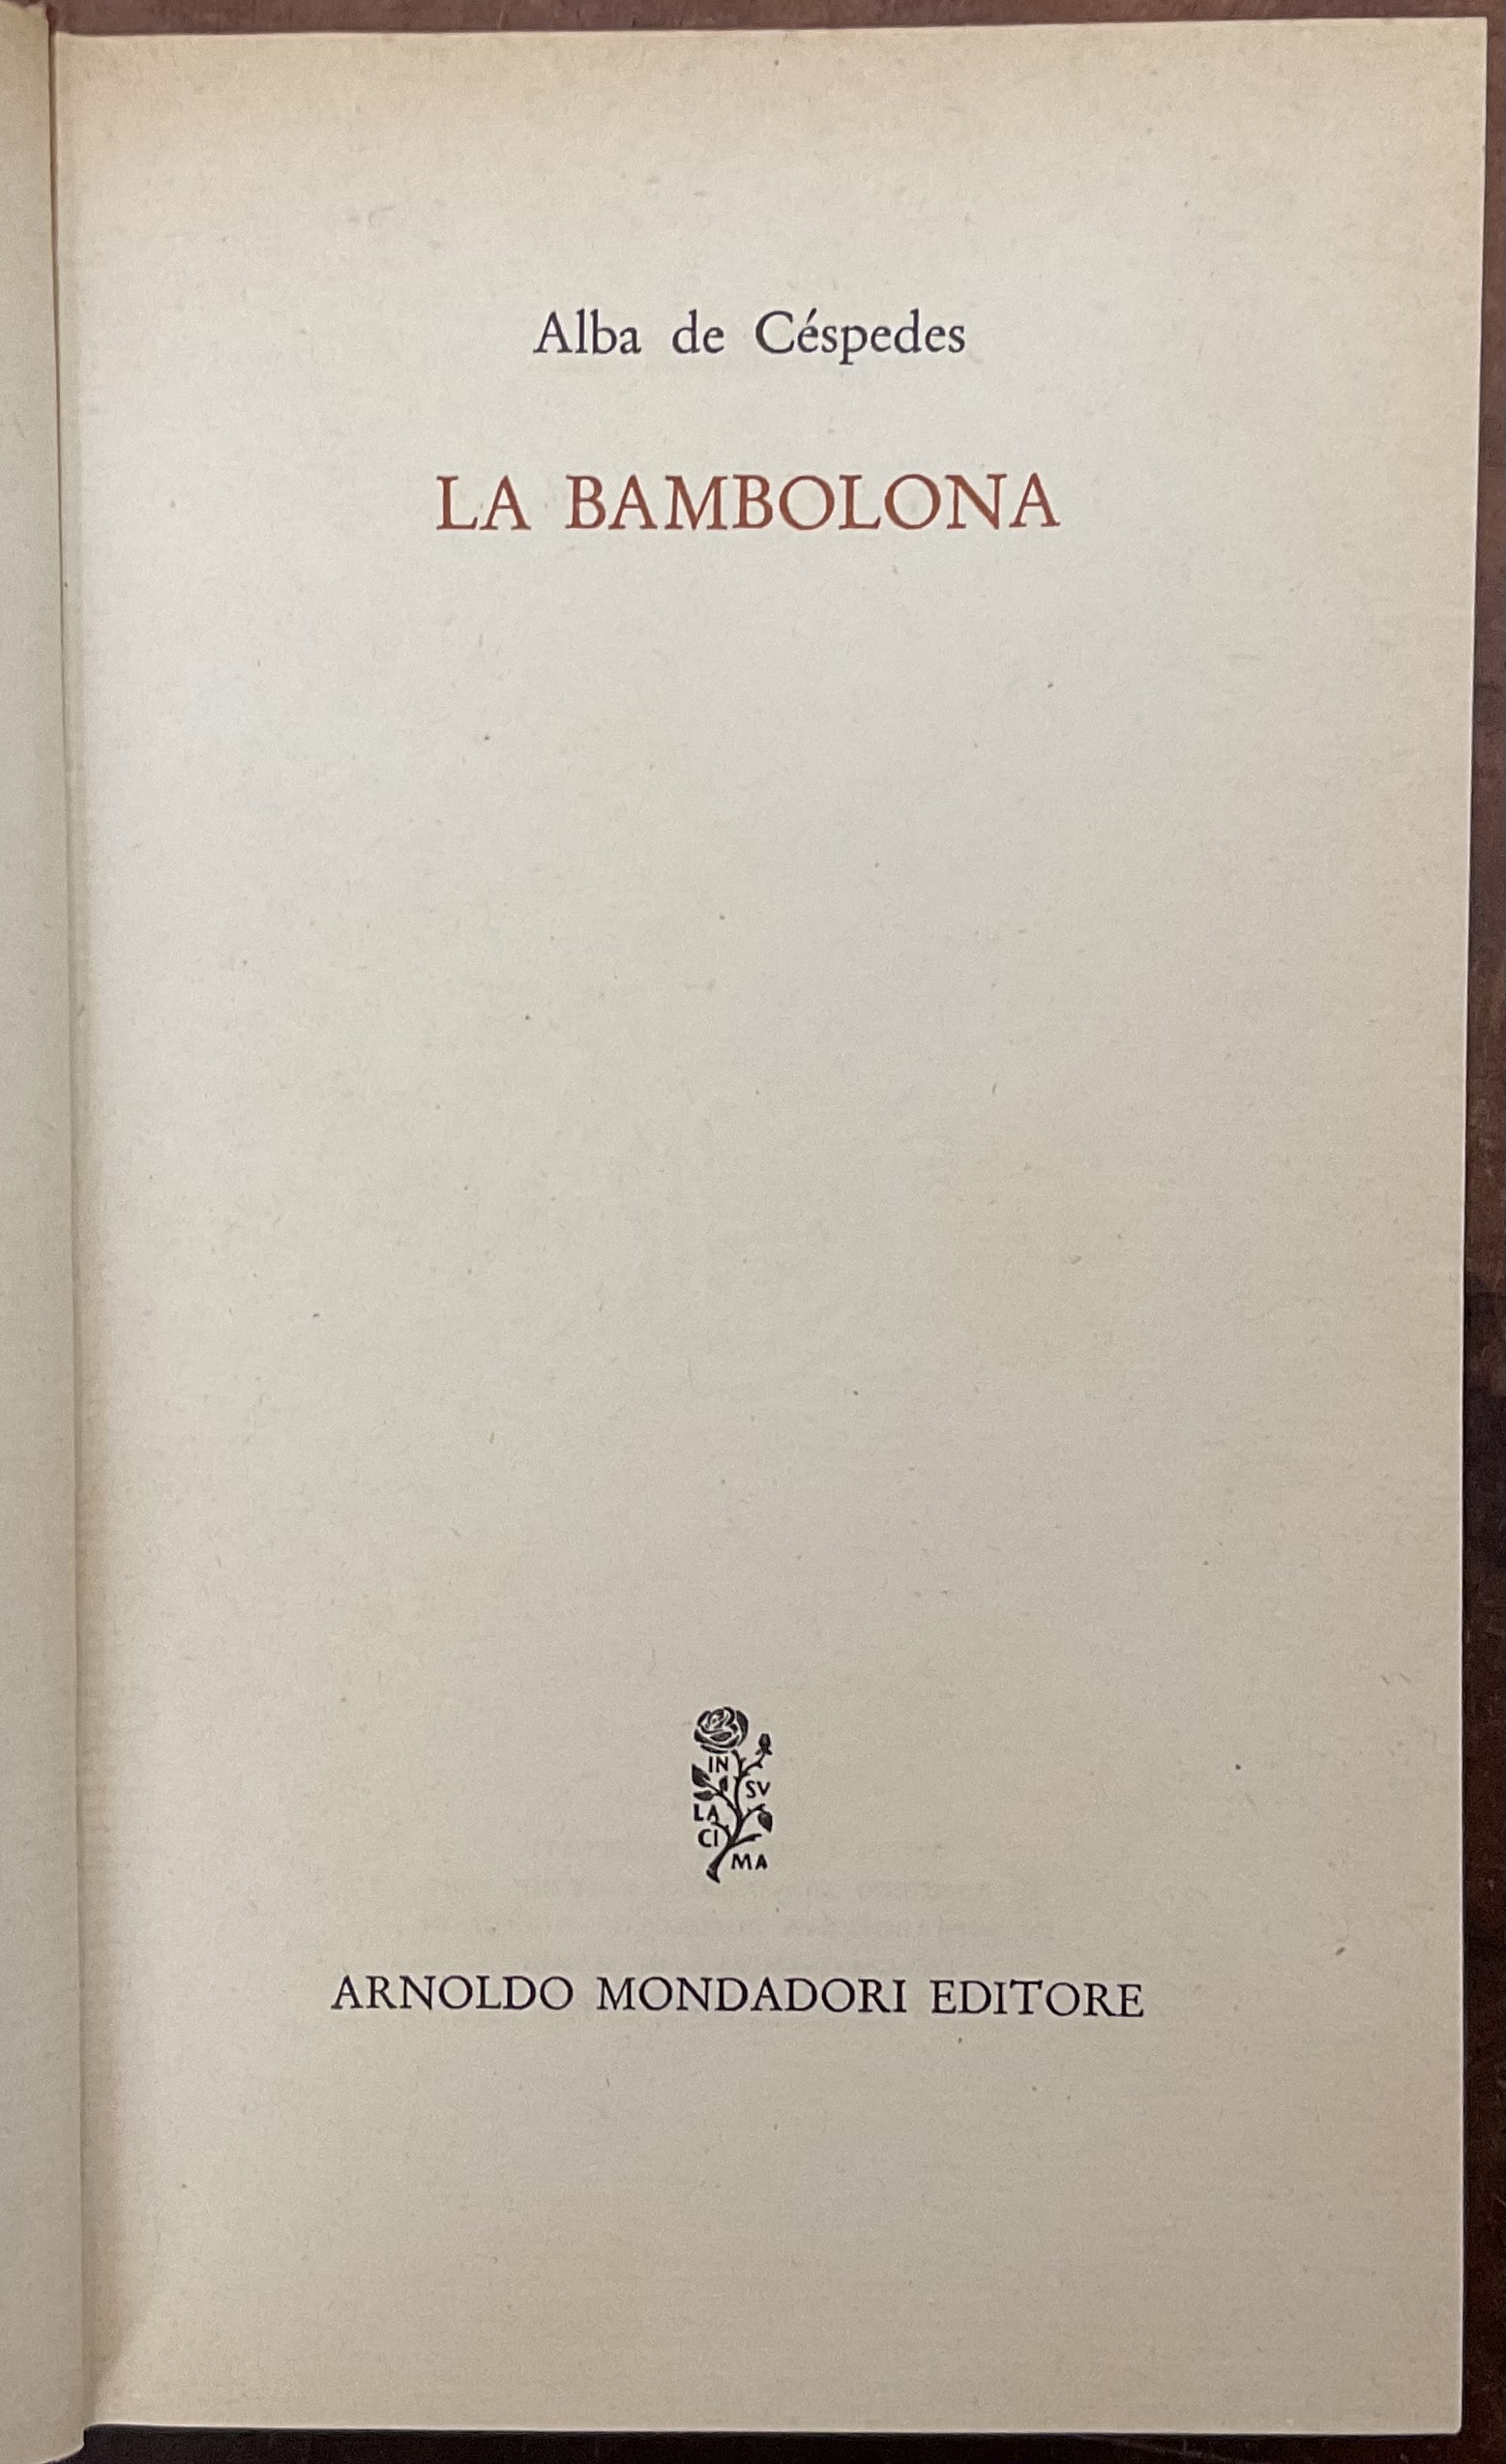 Alba de Céspedes
LA BAMBOLONA
IN
SV
LA
CI
MA
ARNOLDO MONDADORI EDITORE